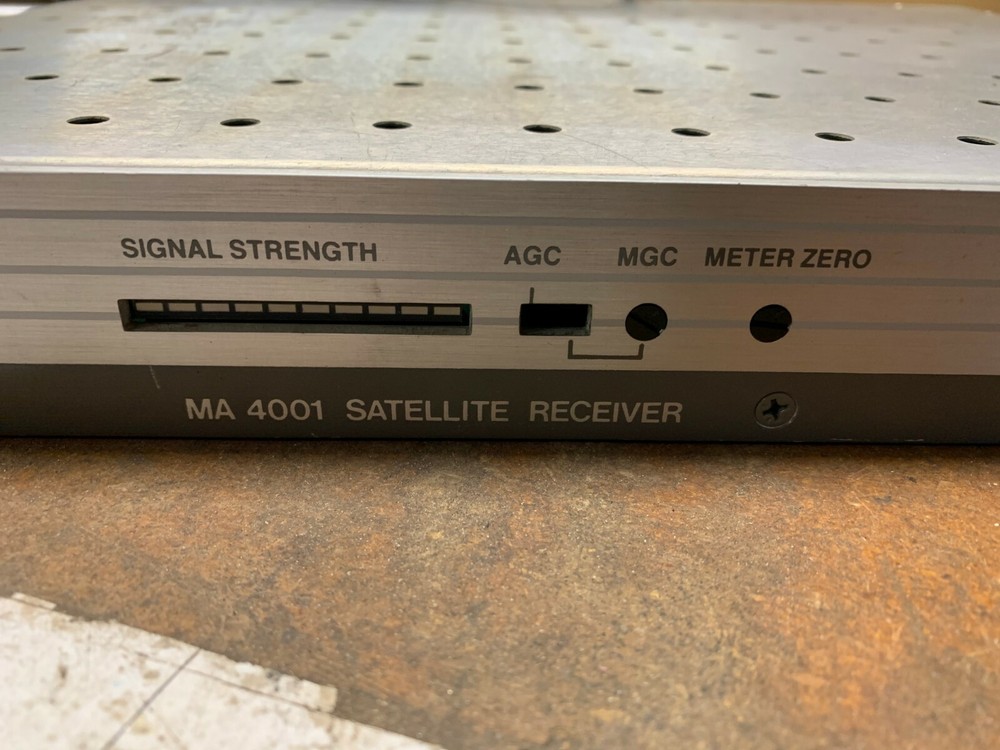 SIGNAL STRENGTH AGC MGC METER ZERO
MA 4001 SATELLITE RECEIVER